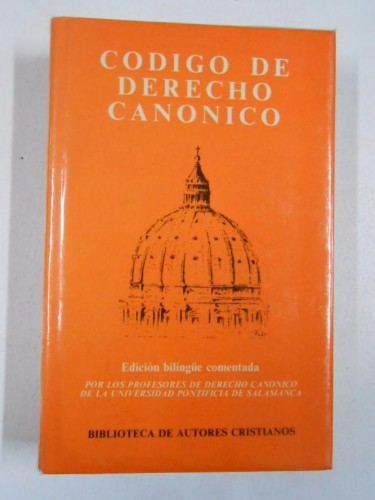 CODIGO DE
DERECHO
CANONICO
Edición bilingüe comentada
POR LOS PROFESORES DE DERECHO CANONICO
DE LA UNIVERSIDAD PONTIFICIA DE SALAMANCA
BIBLIOTECA DE AUTORES CRISTIANOS